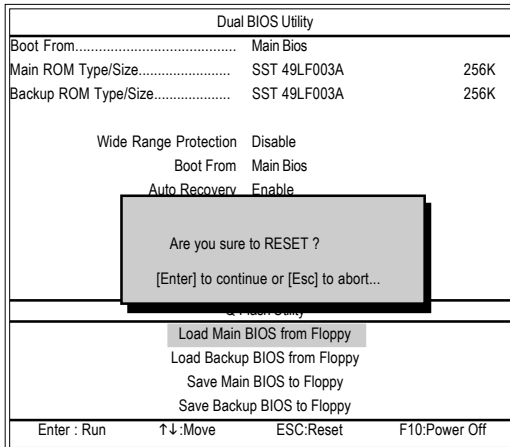 Dual BIOS Utility
Boot From........................................ Main Bios
Main ROM Type/Size....................... SST 49LF003A 256K
Backup ROM Type/Size................... SST 49LF003A 256K
Wide Range Protection Disable
Boot From Main Bios
Auto Recovery Enable
Are you sure to RESET ?
[Enter] to continue or [Esc] to abort...
Flash Utility
Load Main BIOS from Floppy
Load Backup BIOS from Floppy
Save Main BIOS to Floppy
Save Backup BIOS to Floppy
Enter : Run ↑↓:Move ESC:Reset F10:Power Off